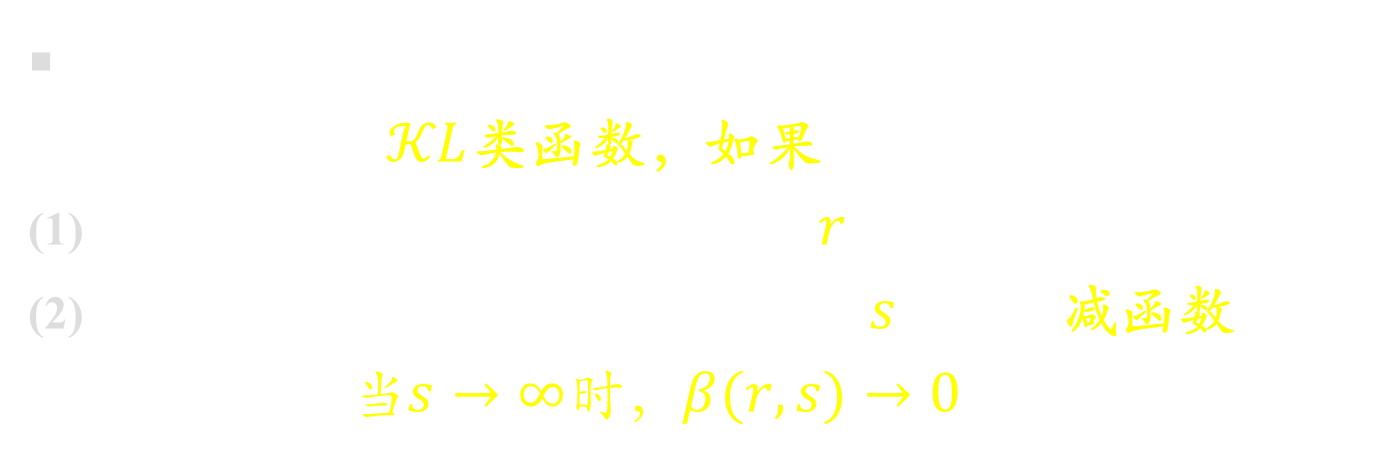 ▪
𝒦L类函数，如果
(1) r
(2) s 减函数
当s → ∞时，β(r,s) → 0